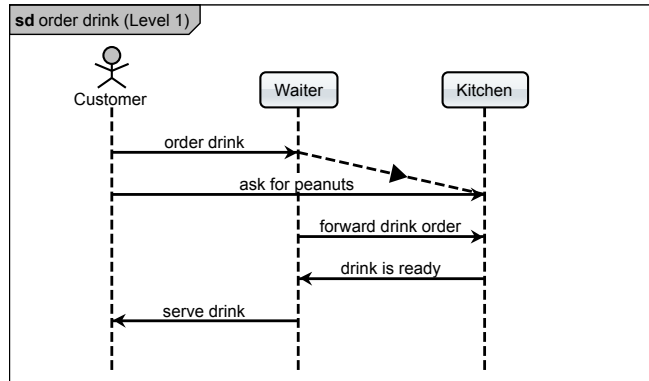 sd order drink (Level 1)
Customer
Waiter
Kitchen
order drink
ask for peanuts
forward drink order
drink is ready
serve drink